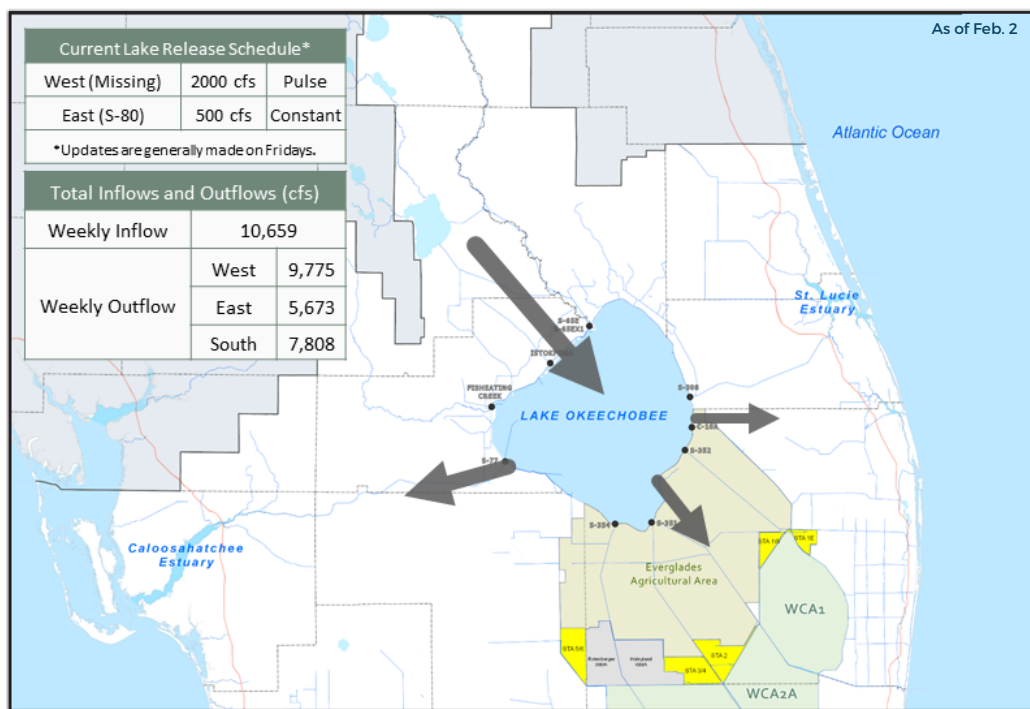 As of Feb. 2
Current Lake Release Schedule*
West (Missing) 2000 cfs Pulse
East (S-80) 500 cfs Constant
*Updates are generally made on Fridays.
Total Inflows and Outflows (cfs)
Weekly Inflow 10,659
Weekly Outflow
West 9,775
East 5,673
South 7,808
Atlantic Ocean
St. Lucie
Estuary
S-65E
S-65EX1
FISHEATING
CREEK
S-308
LAKE OKEECHOBEE
S-352
S-77
S-354
S-351
Caloosahatchee
Estuary
Everglades
Agricultural Area
STA 1E
WCA1
STA 5/6
STA 2
STA 3/4
WCA2A